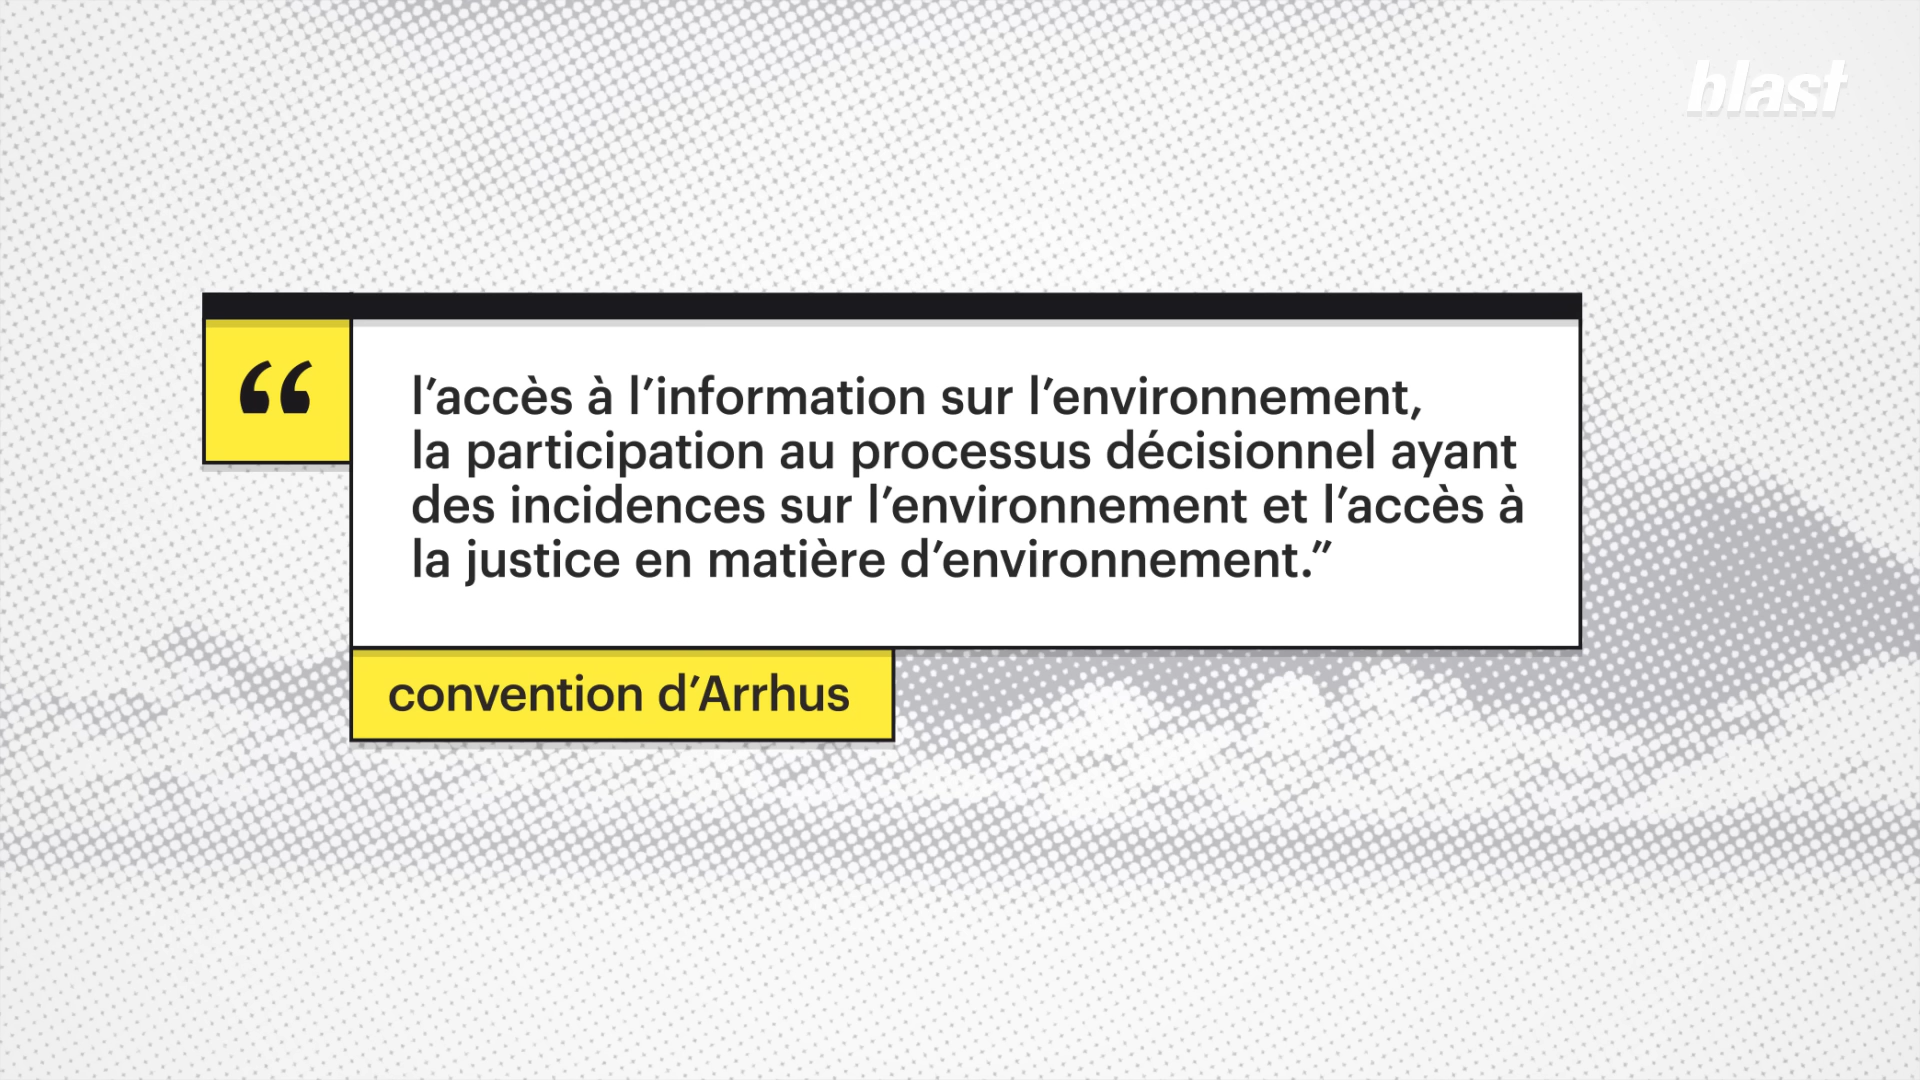 blast
“
l’accès à l’information sur l’environnement,
la participation au processus décisionnel ayant
des incidences sur l’environnement et l’accès à
la justice en matière d’environnement.”
convention d’Arrhus